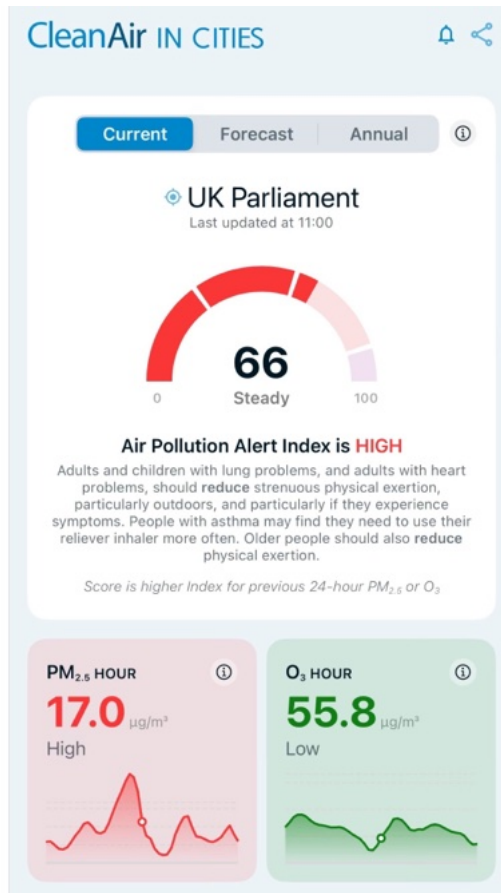 CleanAir IN CITIES
Current Forecast Annual
UK Parliament
Last updated at 11:00
66
0 Steady 100
Air Pollution Alert Index is HIGH
Adults and children with lung problems, and adults with heart
problems, should reduce strenuous physical exertion,
particularly outdoors, and particularly if they experience
symptoms. People with asthma may find they need to use their
reliever inhaler more often. Older people should also reduce
physical exertion.
Score is higher Index for previous 24-hour PM₂.₅ or O₃
PM₂.₅ HOUR
17.0 µg/m³
High
O₃ HOUR
55.8 µg/m³
Low